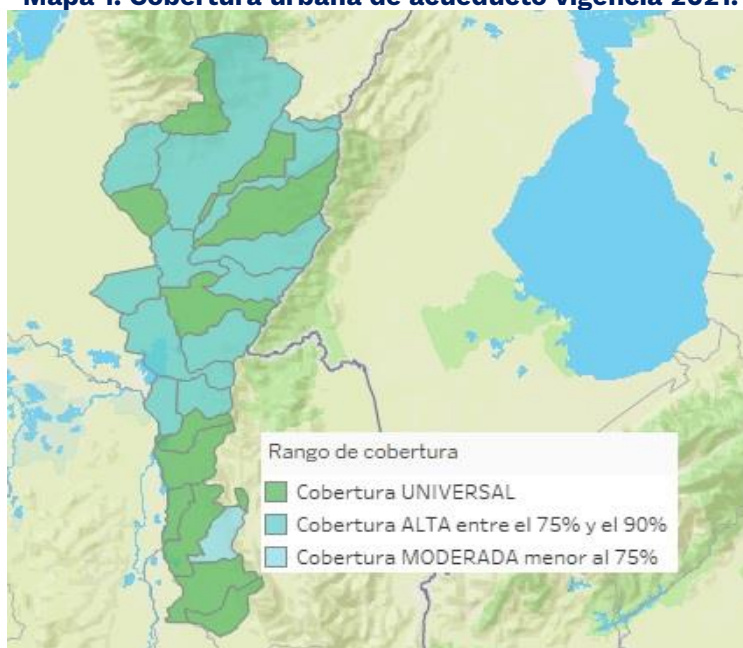 Mapa 1. Cobertura urbana de acueducto vigencia 2021.
Rango de cobertura
Cobertura UNIVERSAL
Cobertura ALTA entre el 75% y el 90%
Cobertura MODERADA menor al 75%